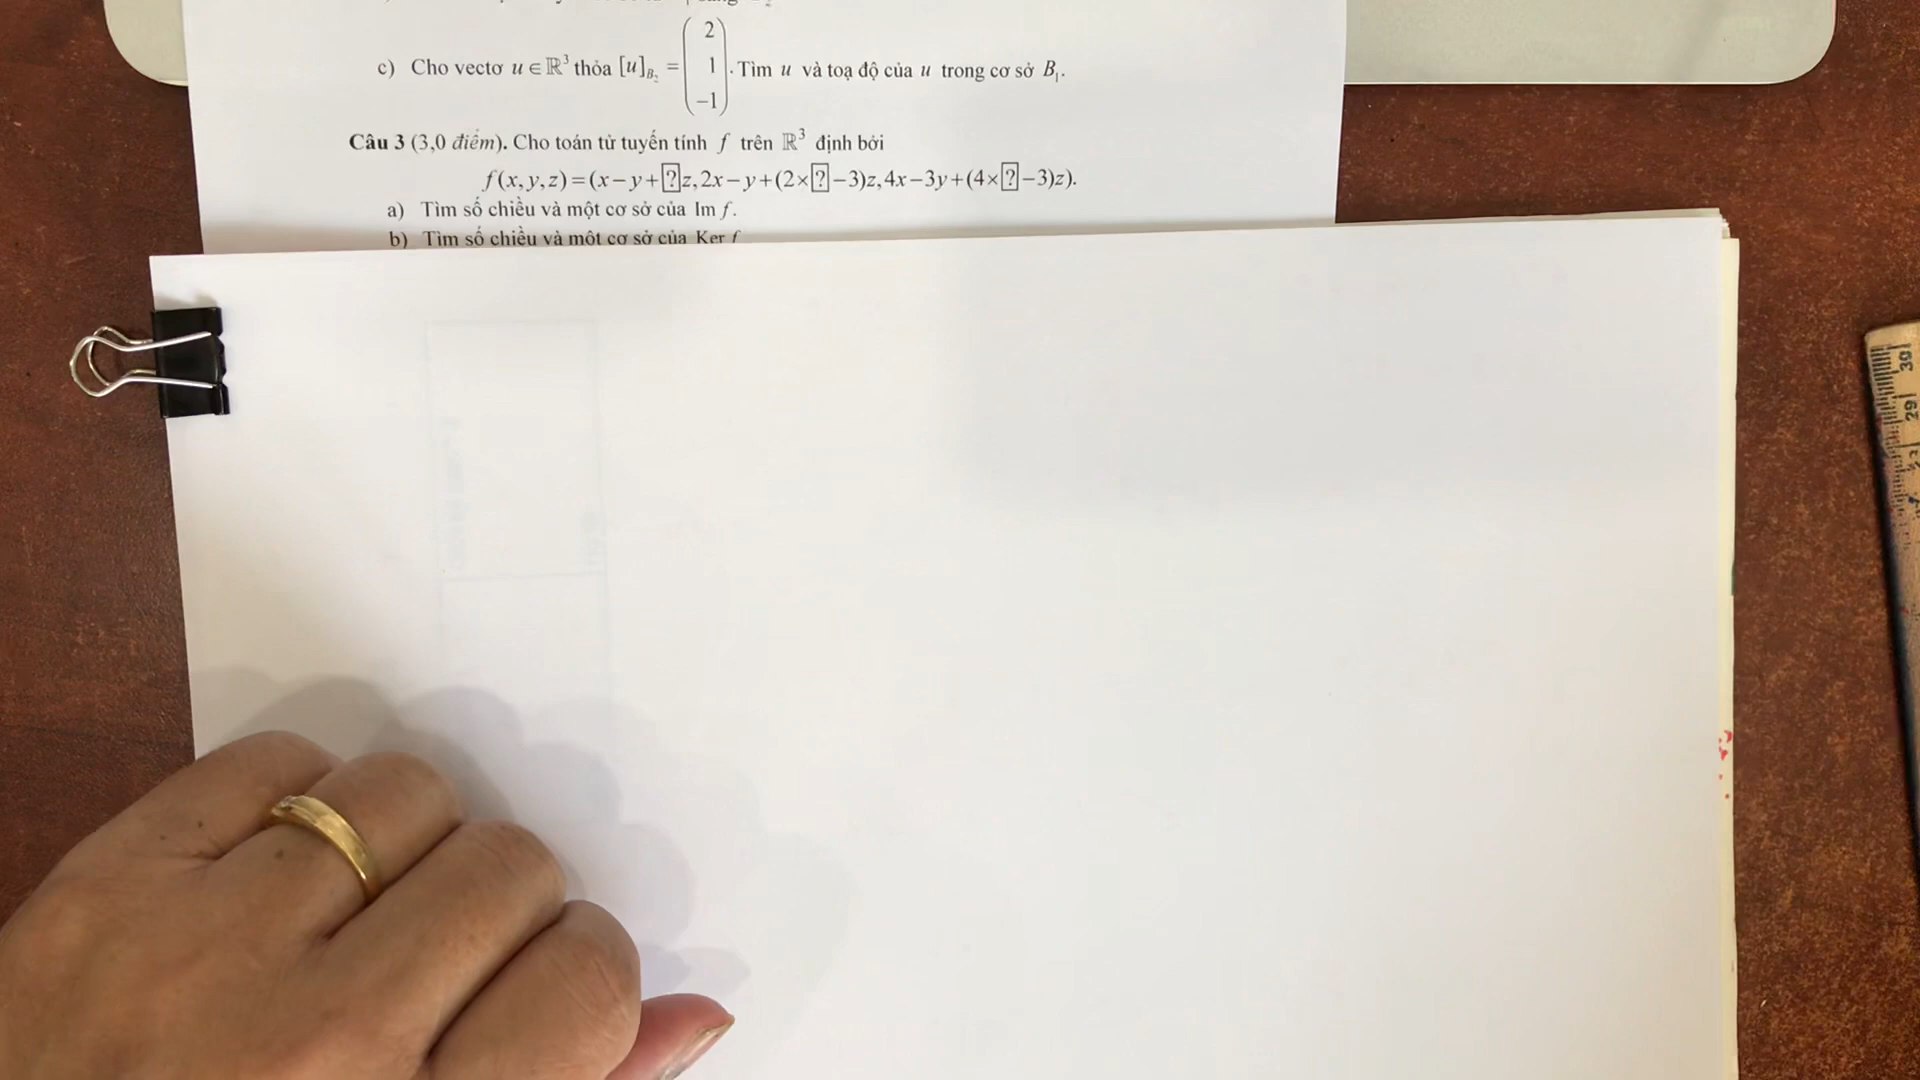 c) Cho vectơ u ∈ ℝ³ thỏa [u]_{B₂} = (2 1 −1). Tìm u và toạ độ của u trong cơ sở B₁.
Câu 3 (3,0 điểm). Cho toán tử tuyến tính f trên ℝ³ định bởi
f(x,y,z)=(x−y+[?]z,2x−y+(2×[?]−3)z,4x−3y+(4×[?]−3)z).
a) Tìm số chiều và một cơ sở của Im f.
b) Tìm số chiều và một cơ sở của Ker f
30
29